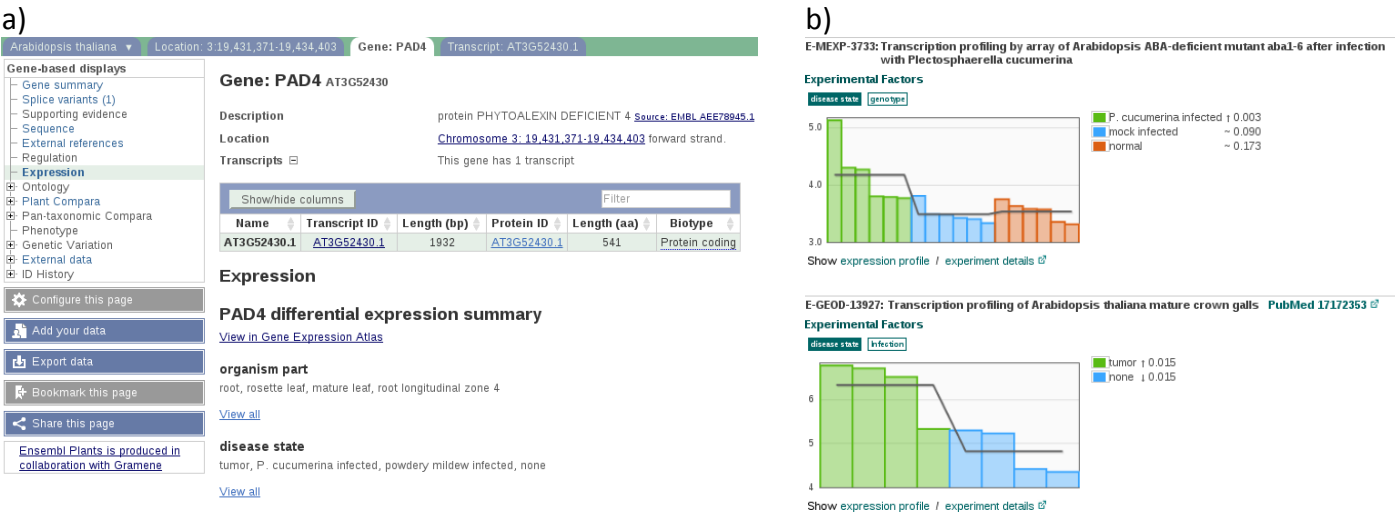 a)
Arabidopsis thaliana ▼ Location: 3:19,431,371-19,434,403 Gene: PAD4 Transcript: AT3G52430.1
Gene-based displays
Gene summary
Splice variants (1)
Supporting evidence
Sequence
External references
Regulation
Expression
Ontology
Plant Compara
Pan-taxonomic Compara
Phenotype
Genetic Variation
External data
ID History
Configure this page
Add your data
Export data
Bookmark this page
Share this page
Ensembl Plants is produced in
collaboration with Gramene
Gene: PAD4 AT3G52430
Description protein PHYTOALEXIN DEFICIENT 4 Source: EMBL AEE78945.1
Location Chromosome 3: 19,431,371-19,434,403 forward strand.
Transcripts This gene has 1 transcript
Show/hide columns Filter
Name Transcript ID Length (bp) Protein ID Length (aa) Biotype
AT3G52430.1 AT3G52430.1 1932 AT3G52430.1 541 Protein coding
Expression
PAD4 differential expression summary
View in Gene Expression Atlas
organism part
root, rosette leaf, mature leaf, root longitudinal zone 4
View all
disease state
tumor, P. cucumerina infected, powdery mildew infected, none
View all
b)
E-MEXP-3733: Transcription profiling by array of Arabidopsis ABA-deficient mutant aba1-6 after infection
with Plectosphaerella cucumerina
Experimental Factors
disease state genotype
5.0
4.0
3.0
P. cucumerina infected ↑ 0.003
mock infected ~ 0.090
normal ~ 0.173
Show expression profile / experiment details
E-GEOD-13927: Transcription profiling of Arabidopsis thaliana mature crown galls PubMed 17172353
Experimental Factors
disease state Infection
6
5
4
tumor ↑ 0.015
none ↓ 0.015
Show expression profile / experiment details